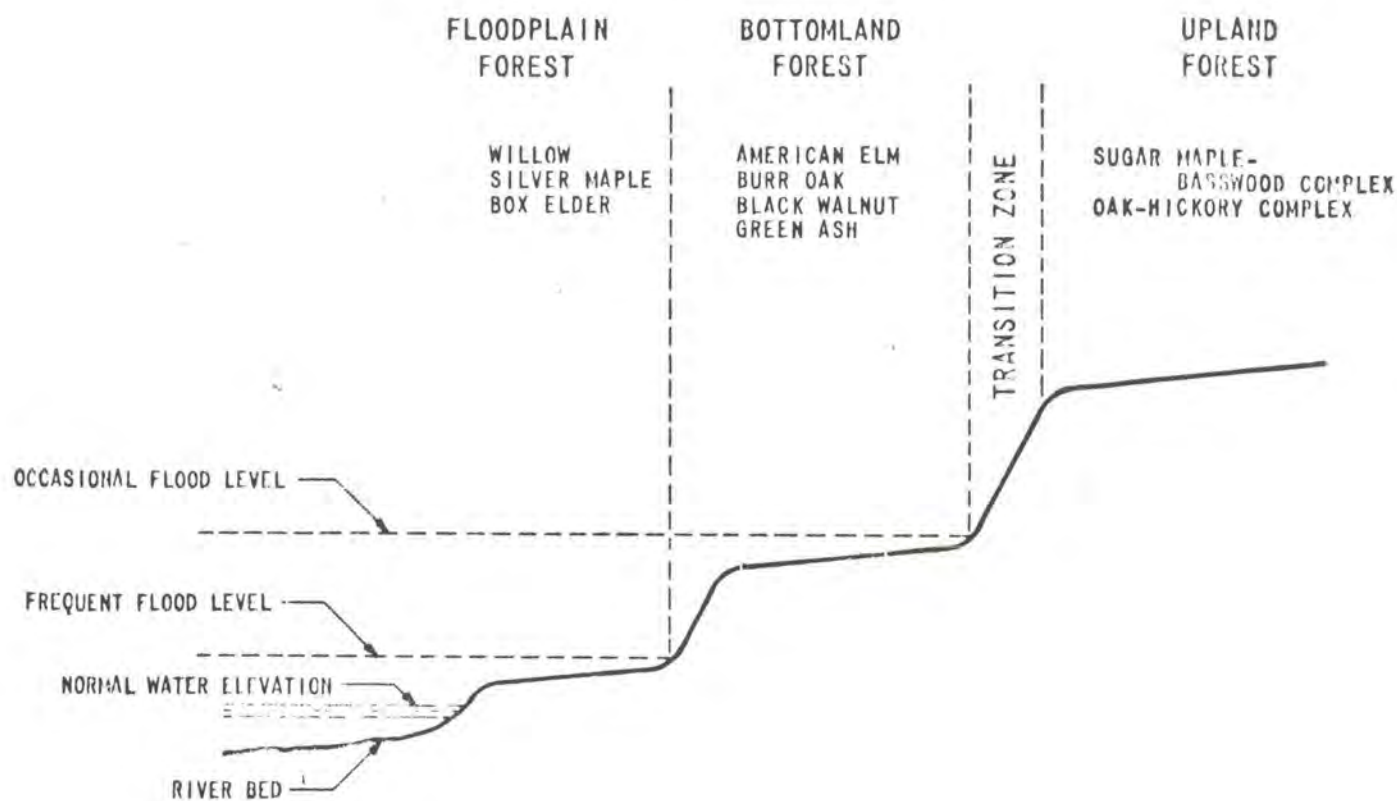 FLOODPLAIN
FOREST
BOTTOMLAND
FOREST
UPLAND
FOREST
WILLOW
SILVER MAPLE
BOX ELDER
AMERICAN ELM
BURR OAK
BLACK WALNUT
GREEN ASH
TRANSITION ZONE
SUGAR MAPLE-
BASSWOOD COMPLEX
OAK-HICKORY COMPLEX
OCCASIONAL FLOOD LEVEL
FREQUENT FLOOD LEVEL
NORMAL WATER ELEVATION
RIVER BED